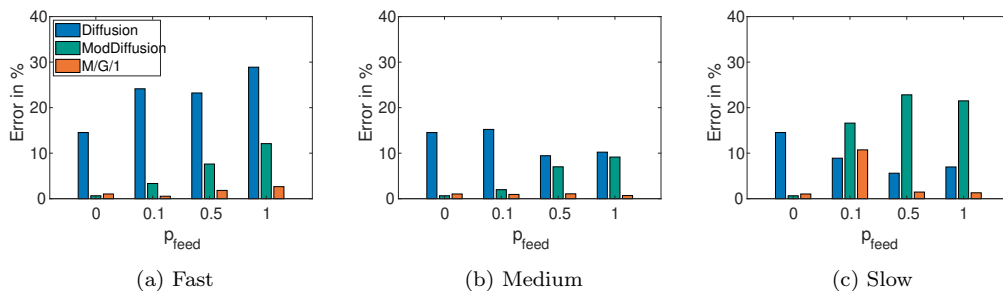 40
30
20
10
0
Error in %
Diffusion
ModDiffusion
M/G/1
0 0.1 0.5 1
p_feed
(a) Fast
40
30
20
10
0
Error in %
0 0.1 0.5 1
p_feed
(b) Medium
40
30
20
10
0
Error in %
0 0.1 0.5 1
p_feed
(c) Slow